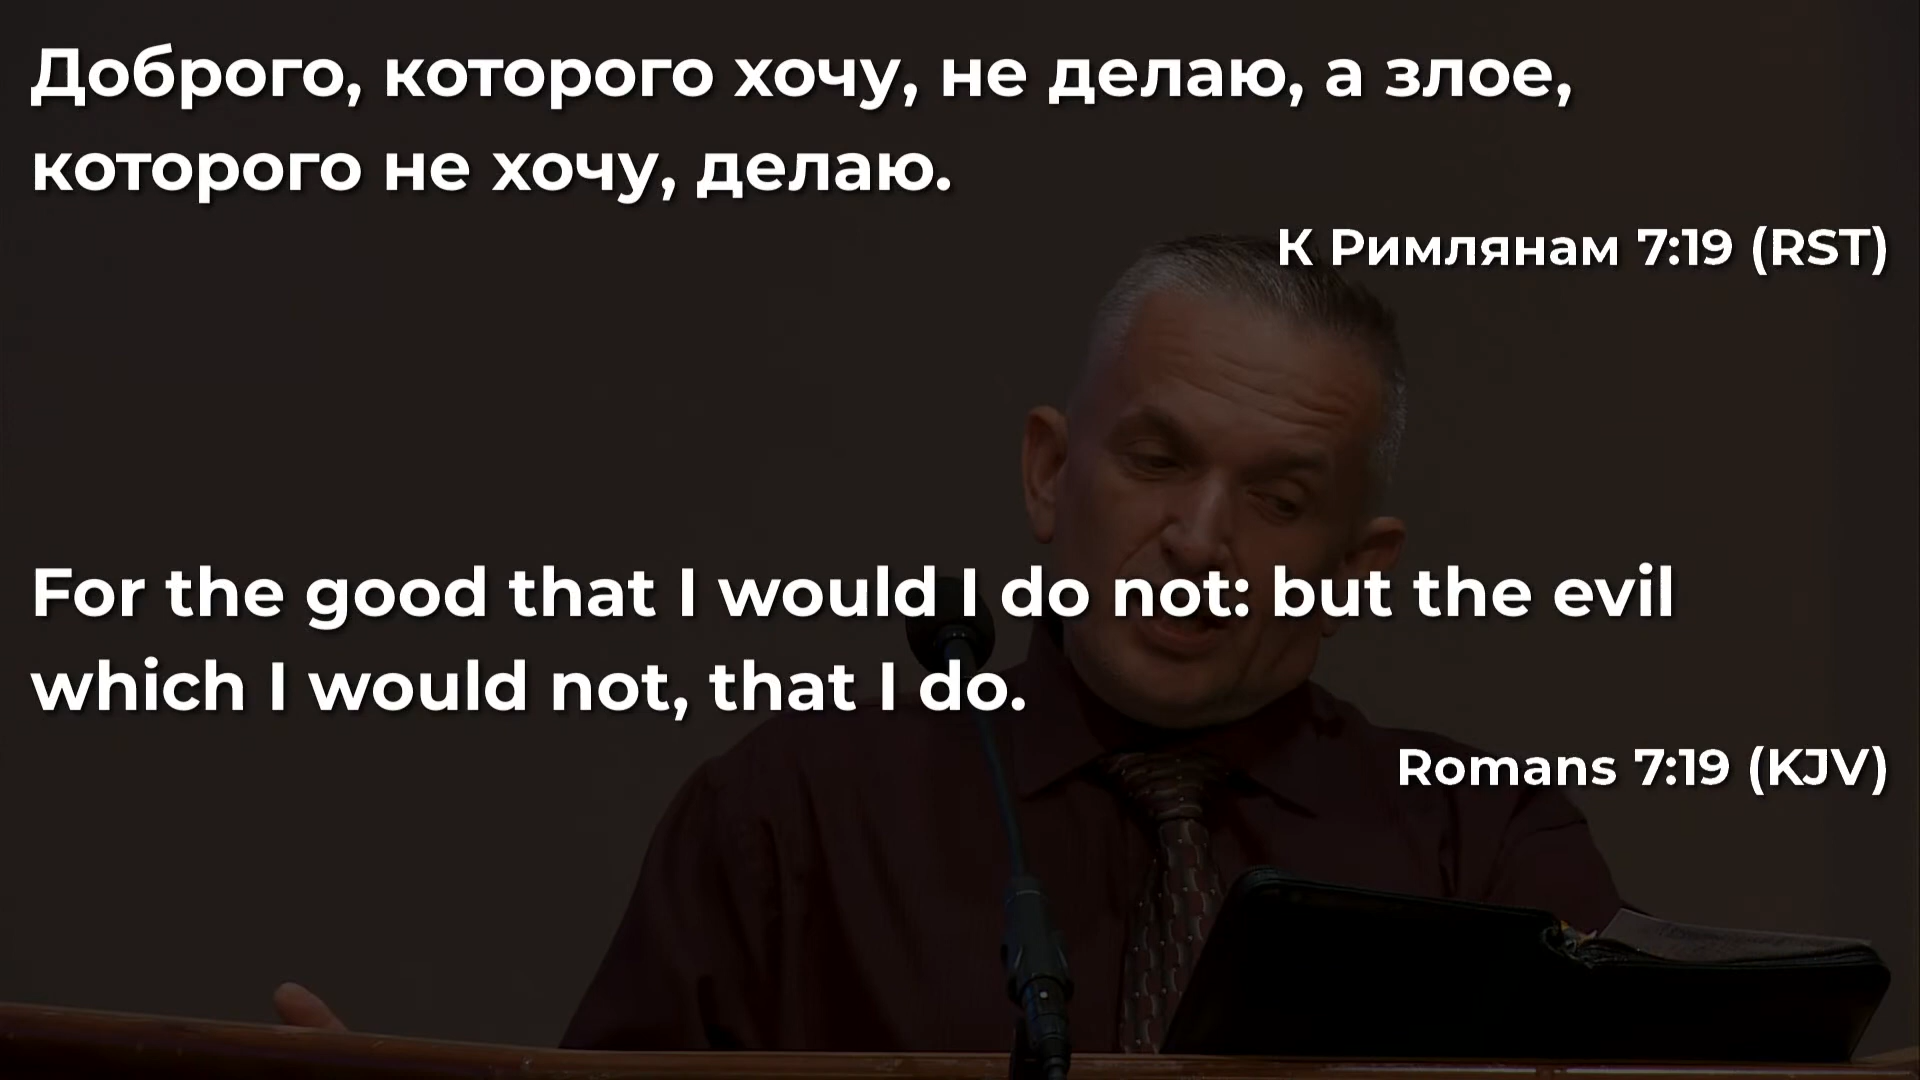 Доброго, которого хочу, не делаю, а злое,
которого не хочу, делаю.
К Римлянам 7:19 (RST)
For the good that I would I do not: but the evil
which I would not, that I do.
Romans 7:19 (KJV)